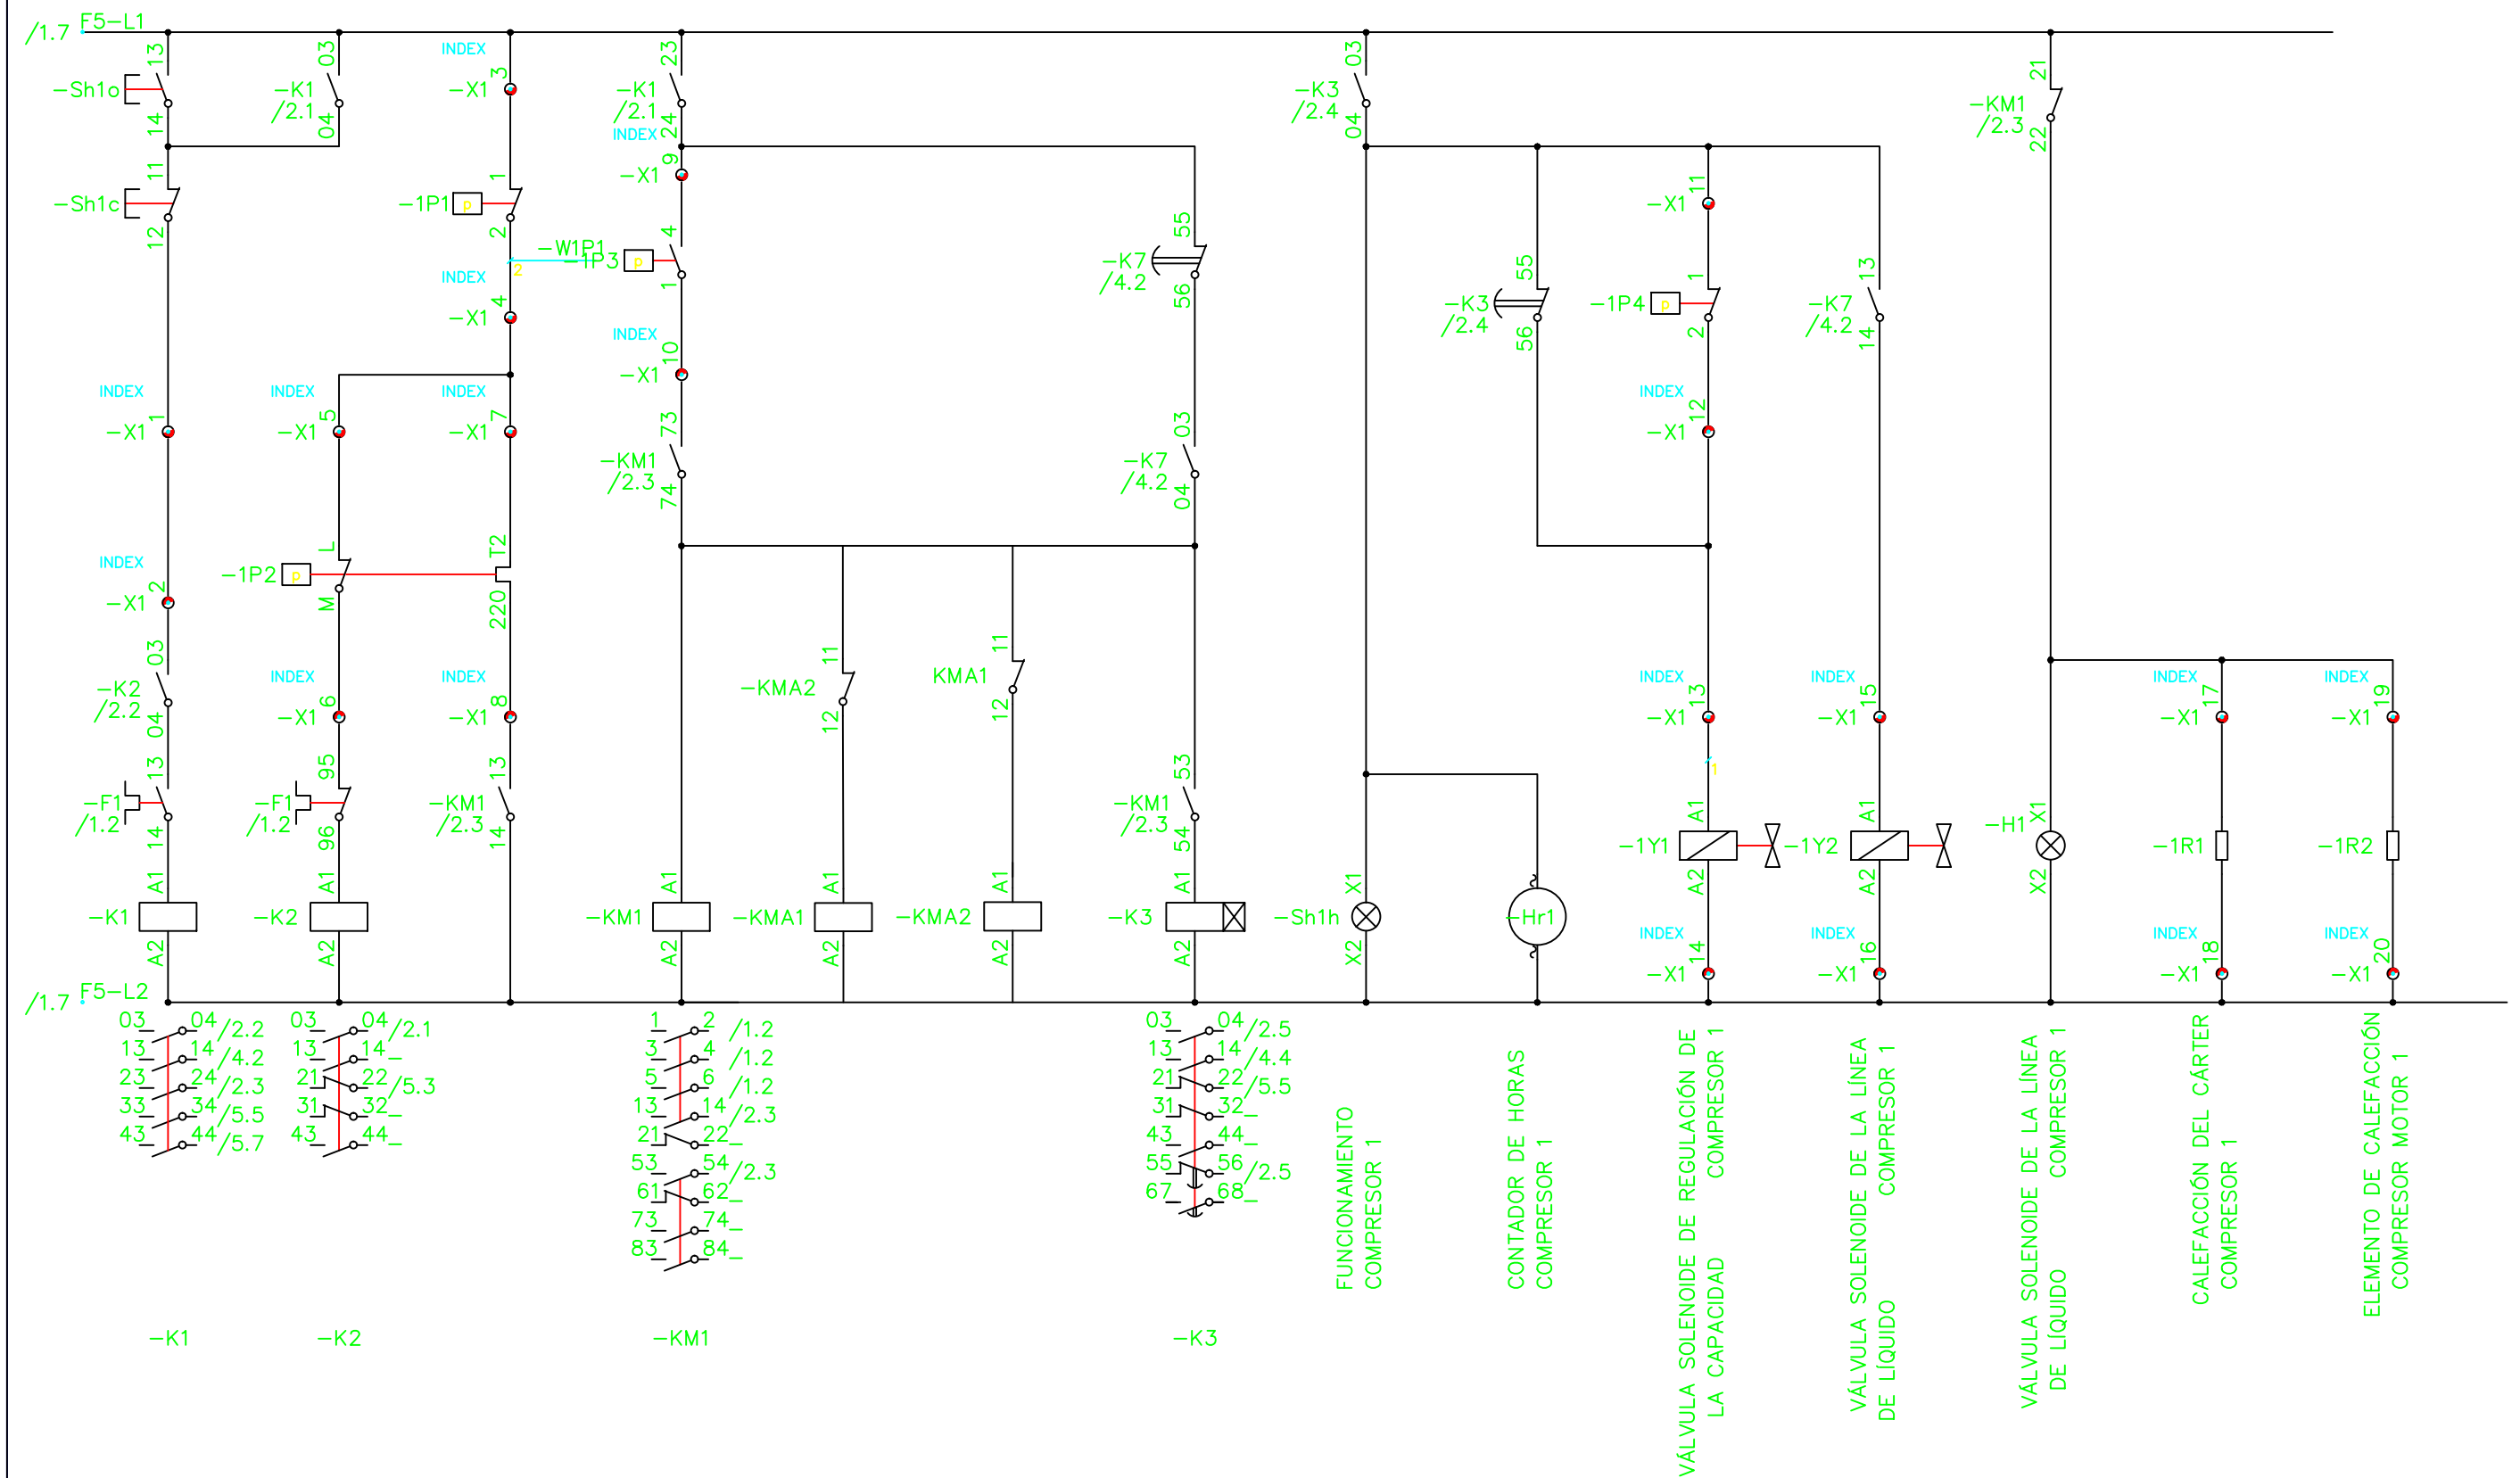 F5-L1
/1.7
13
-Sh1o
14
03
-K1
/2.1
04
INDEX
3
-X1
23
-K1
/2.1
24
INDEX
9
-X1
03
-K3
/2.4
04
21
-KM1
/2.3
22
11
-Sh1c
12
1
-1P1
p
2
-W1P1
2
INDEX
4
-X1
4
-1P3
p
1
INDEX
10
-X1
55
-K7
/4.2
56
55
-K3
/2.4
56
11
-X1
1
-1P4
p
2
INDEX
12
-X1
13
-K7
/4.2
14
INDEX
1
-X1
INDEX
5
-X1
INDEX
7
-X1
73
-KM1
/2.3
74
03
-K7
/4.2
04
INDEX
2
-X1
L
-1P2
p
M
T2
220
03
-K2
/2.2
04
INDEX
6
-X1
INDEX
8
-X1
11
-KMA2
12
11
KMA1
12
INDEX
13
-X1
1
INDEX
15
-X1
INDEX
17
-X1
INDEX
19
-X1
13
-F1
/1.2
14
95
-F1
/1.2
96
13
-KM1
/2.3
14
53
-KM1
/2.3
54
A1
-1Y1
A2
A1
-1Y2
A2
X1
-H1
X2
-1R1
-1R2
A1
-K1
A2
A1
-K2
A2
A1
-KM1
A2
A1
-KMA1
A2
A1
-KMA2
A2
A1
-K3
A2
X1
-Sh1h
X2
-Hr1
INDEX
14
-X1
INDEX
16
-X1
INDEX
18
-X1
INDEX
20
-X1
F5-L2
/1.7
03 04/2.2
13 14/4.2
23 24/2.3
33 34/5.5
43 44/5.7
-K1
03 04/2.1
13 14_
21 22/5.3
31 32_
43 44_
-K2
1 2/1.2
3 4/1.2
5 6/1.2
13 14/2.3
21 22_
53 54/2.3
61 62_
73 74_
83 84_
-KM1
03 04/2.5
13 14/4.4
21 22/5.5
31 32_
43 44_
55 56/2.5
67 68_
-K3
FUNCIONAMIENTO
COMPRESOR 1
CONTADOR DE HORAS
COMPRESOR 1
VÁLVULA SOLENOIDE DE REGULACIÓN DE
LA CAPACIDAD COMPRESOR 1
VÁLVULA SOLENOIDE DE LA LÍNEA
DE LÍQUIDO COMPRESOR 1
VÁLVULA SOLENOIDE DE LA LÍNEA
DE LÍQUIDO COMPRESOR 1
CALEFACCIÓN DEL CÁRTER
COMPRESOR 1
ELEMENTO DE CALEFACCIÓN
COMPRESOR MOTOR 1